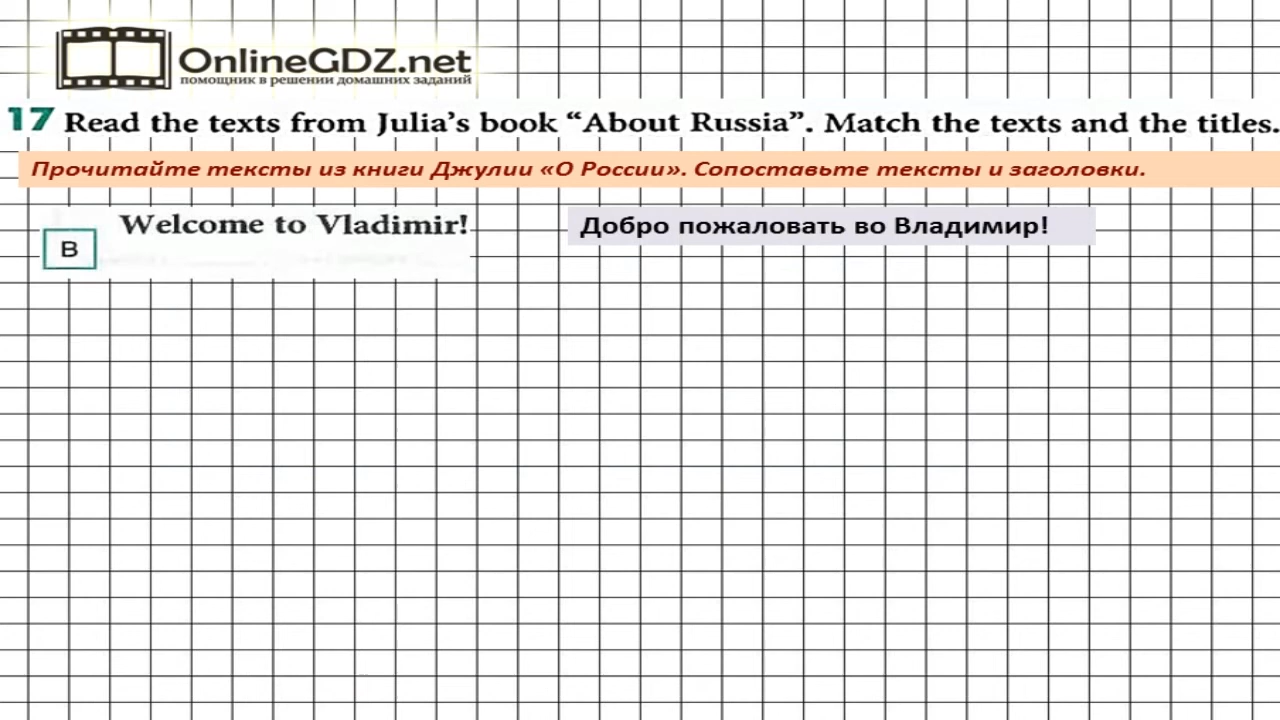 OnlineGDZ.net
помощник в решении домашних заданий
17 Read the texts from Julia’s book “About Russia”. Match the texts and the titles.
Прочитайте тексты из книги Джулии «О России». Сопоставьте тексты и заголовки.
Welcome to Vladimir! Добро пожаловать во Владимир!
B